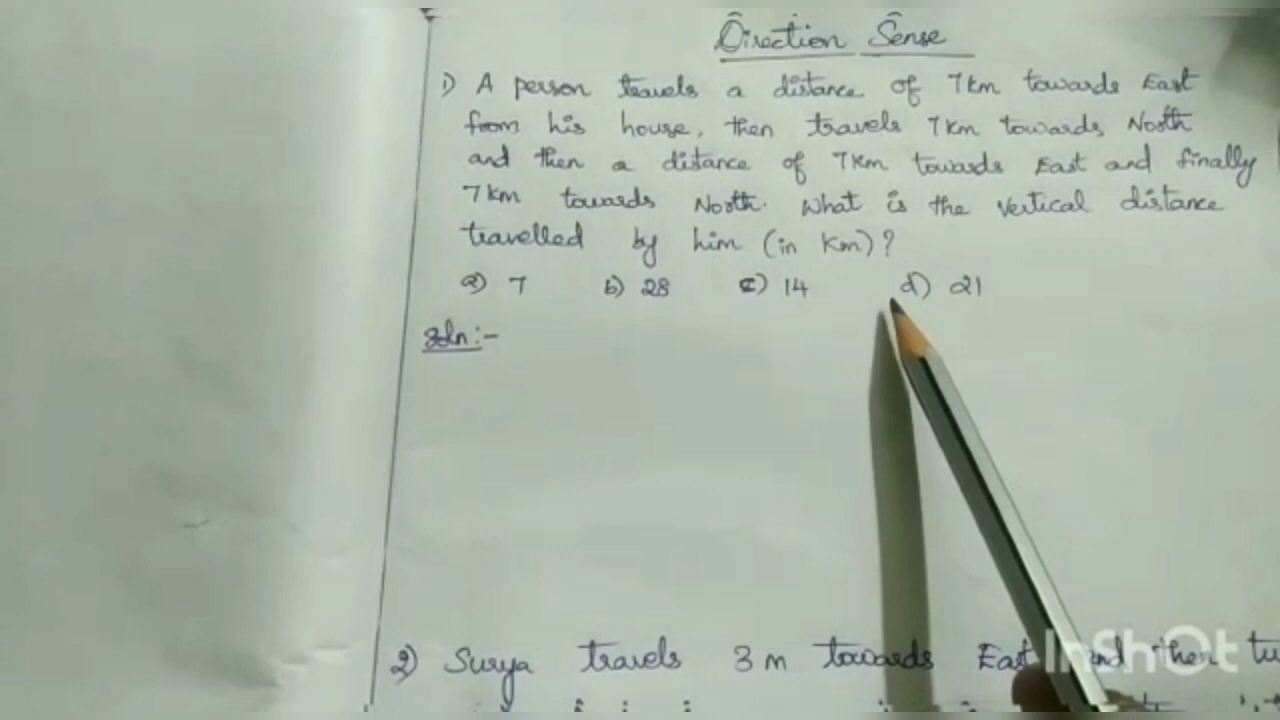 Direction Sense
1) A person travels a distance of 7km towards East
from his house, then travels 7km towards North
and then a distance of 7km towards East and finally
7km towards North. What is the vertical distance
travelled by him (in km)?
a) 7 b) 28 c) 14 d) 21
Soln:-
2) Surya travels 3m towards East and then
InShOt